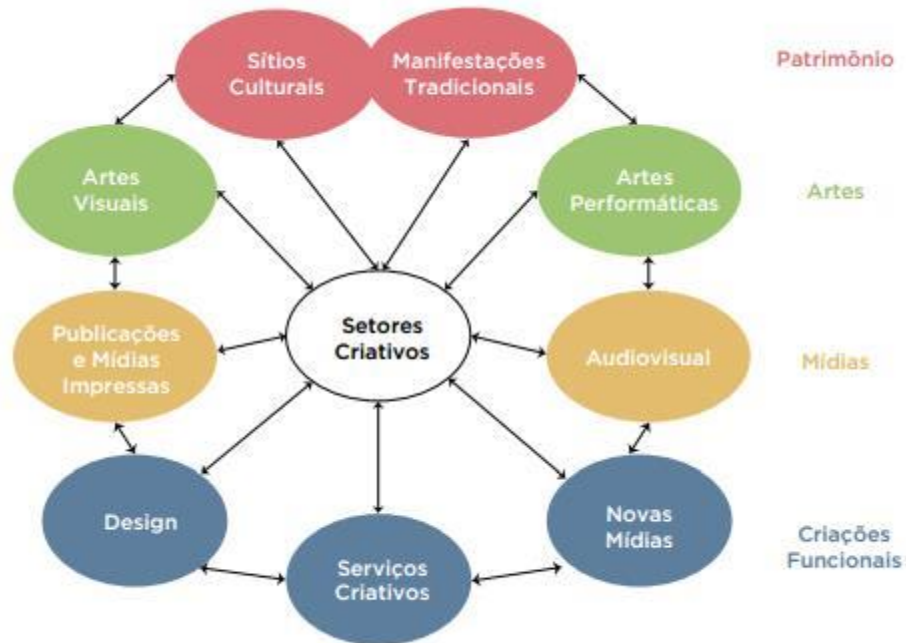 Sítios
Culturais
Manifestações
Tradicionais
Patrimônio
Artes
Visuais
Artes
Performáticas
Artes
Setores
Criativos
Publicações
e Mídias
Impressas
Audiovisual
Mídias
Design
Novas
Mídias
Serviços
Criativos
Criações
Funcionais